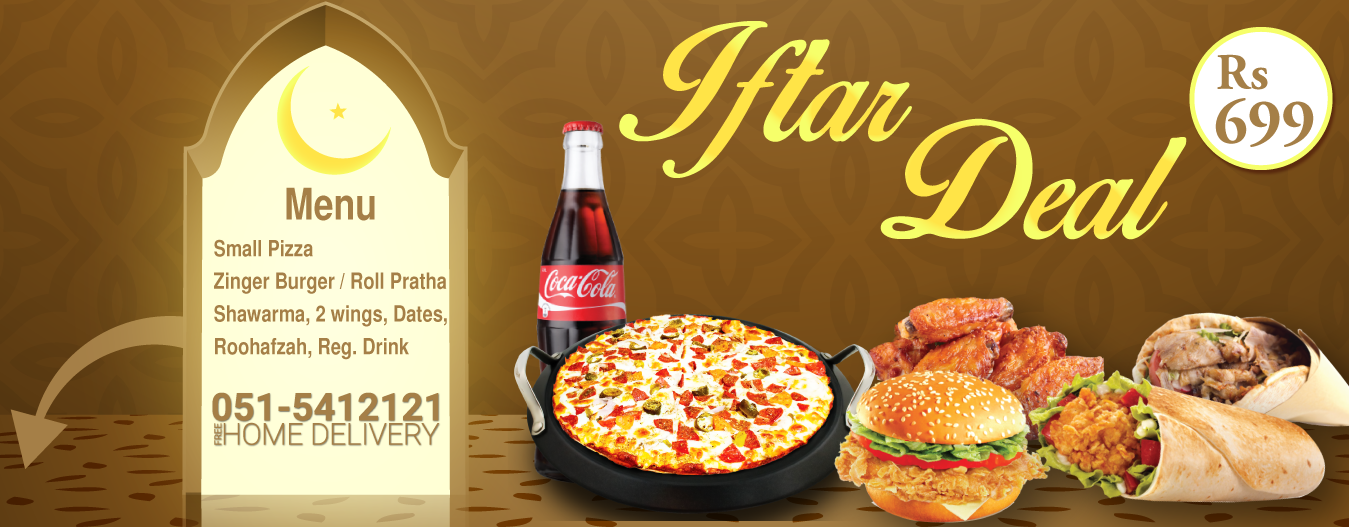 Iftar
Deal
Rs
699
Menu
Small Pizza
Zinger Burger / Roll Pratha
Shawarma, 2 wings, Dates,
Roohafzah, Reg. Drink
051-5412121
FREE HOME DELIVERY
Coca-Cola